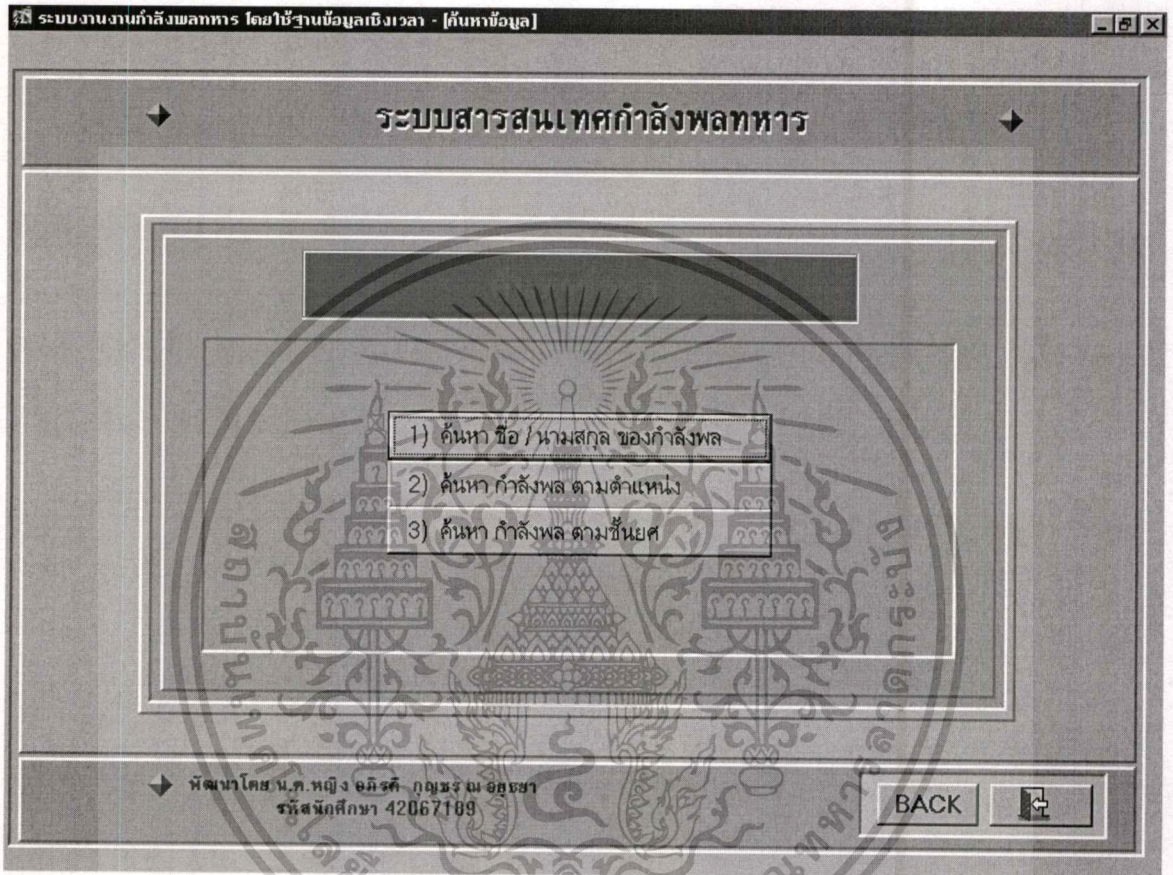 ระบบงานงานกำลังพลทหาร โดยใช้ฐานข้อมูลเชิงเวลา - [ค้นหาข้อมูล]
ระบบสารสนเทศกำลังพลทหาร
1) ค้นหา ชื่อ / นามสกุล ของกำลังพล
2) ค้นหา กำลังพล ตามตำแหน่ง
3) ค้นหา กำลังพล ตามชั้นยศ
พัฒนาโดย น.ต.หญิง อภิรดี กุญชร ณ อยุธยา
รหัสนักศึกษา 42067189
BACK